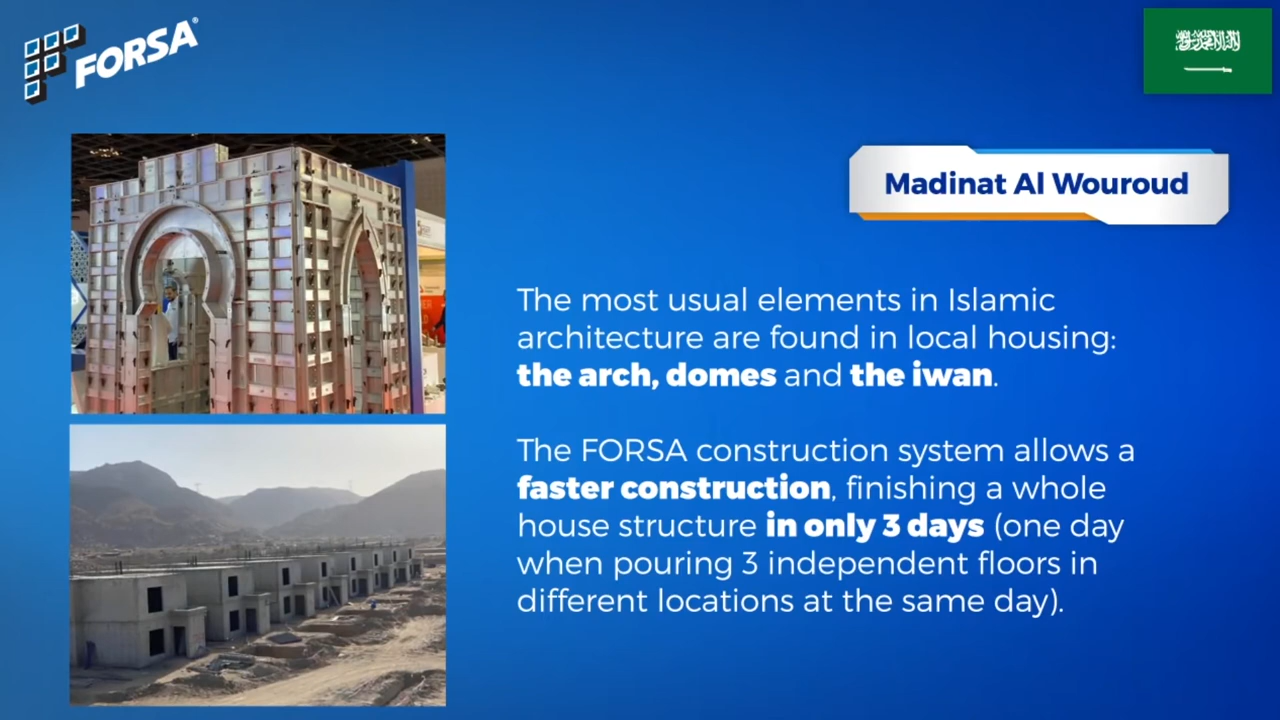 FORSA®
Madinat Al Wouroud
The most usual elements in Islamic
architecture are found in local housing:
the arch, domes and the iwan.
The FORSA construction system allows a
faster construction, finishing a whole
house structure in only 3 days (one day
when pouring 3 independent floors in
different locations at the same day).